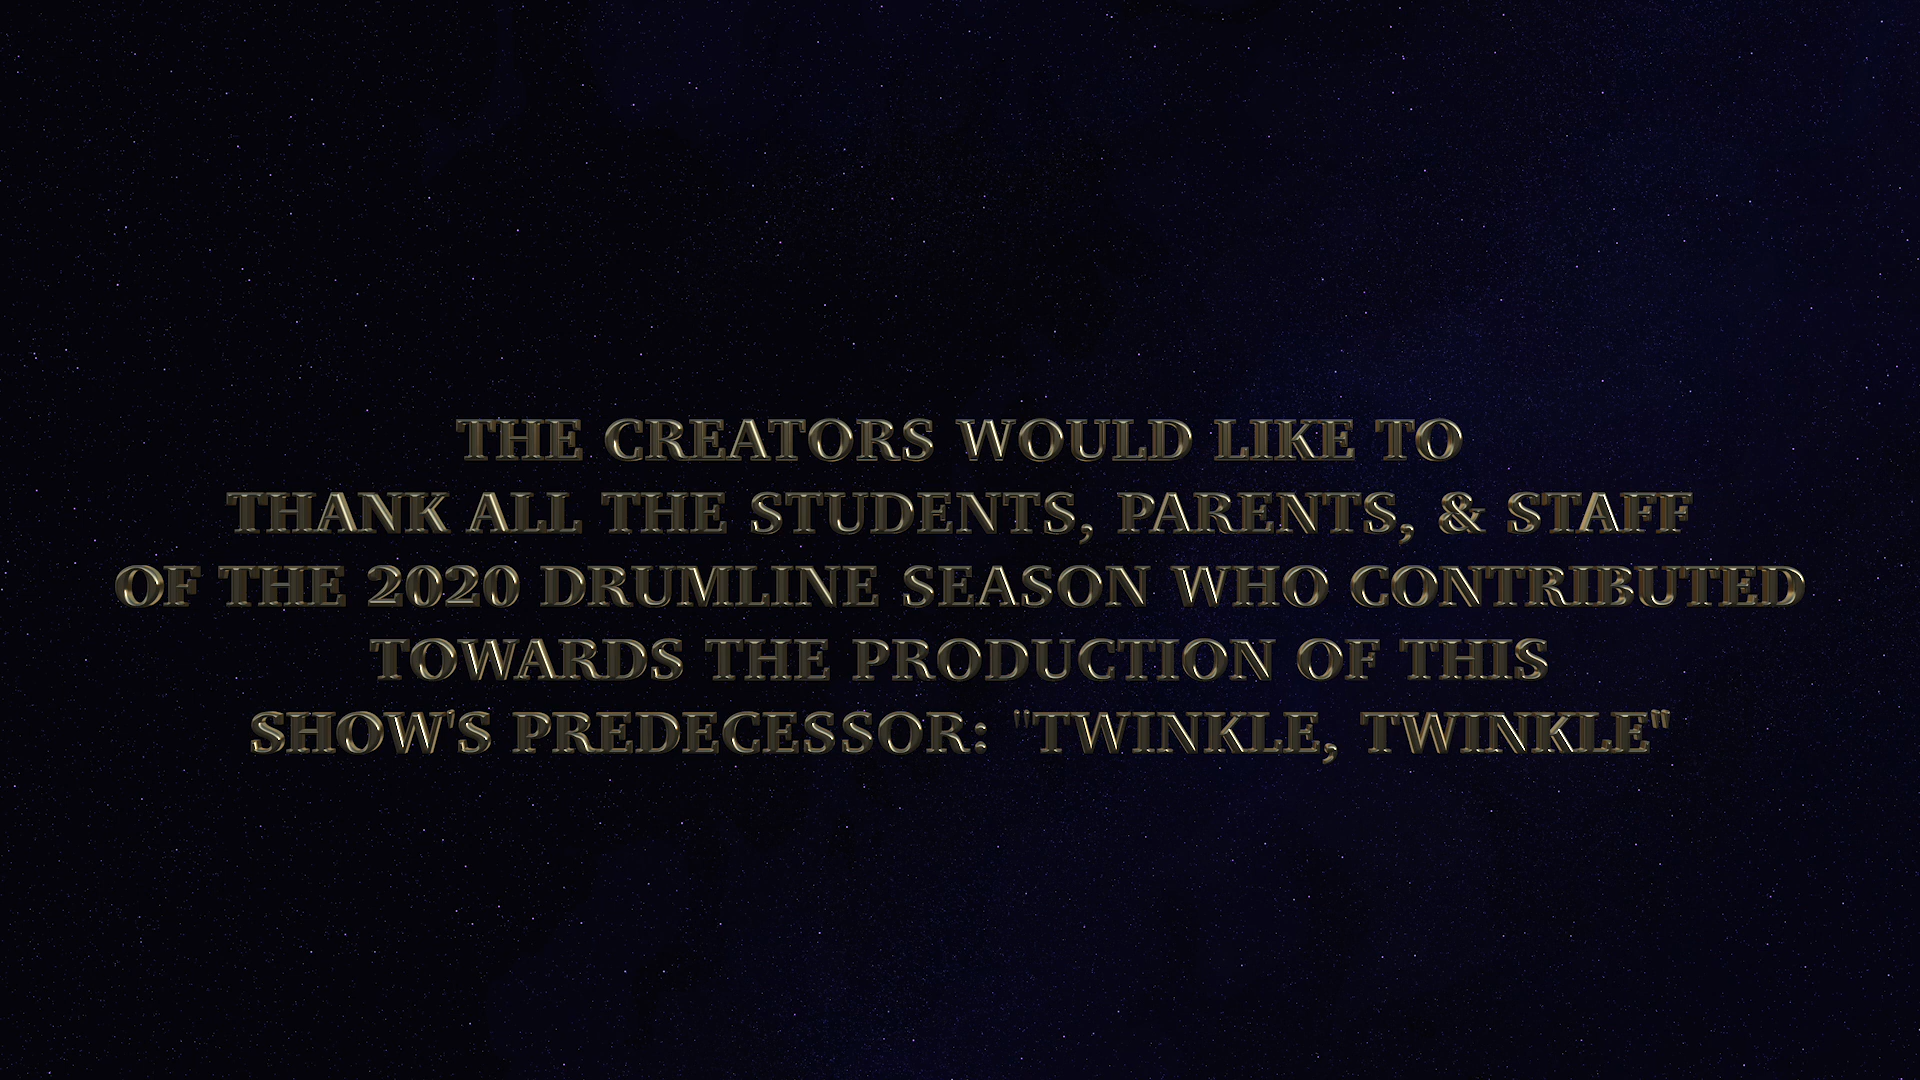 THE CREATORS WOULD LIKE TO
THANK ALL THE STUDENTS, PARENTS, & STAFF
OF THE 2020 DRUMLINE SEASON WHO CONTRIBUTED
TOWARDS THE PRODUCTION OF THIS
SHOW'S PREDECESSOR: "TWINKLE, TWINKLE"